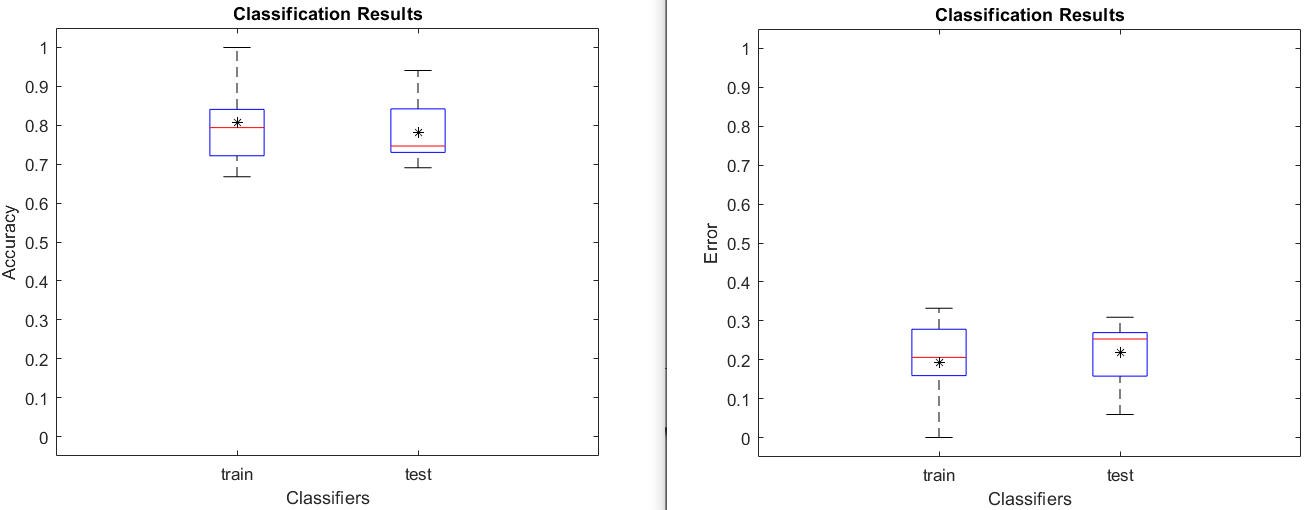 Classification Results
Accuracy
1
0.9
0.8
0.7
0.6
0.5
0.4
0.3
0.2
0.1
0
train test
Classifiers
Classification Results
Error
1
0.9
0.8
0.7
0.6
0.5
0.4
0.3
0.2
0.1
0
train test
Classifiers